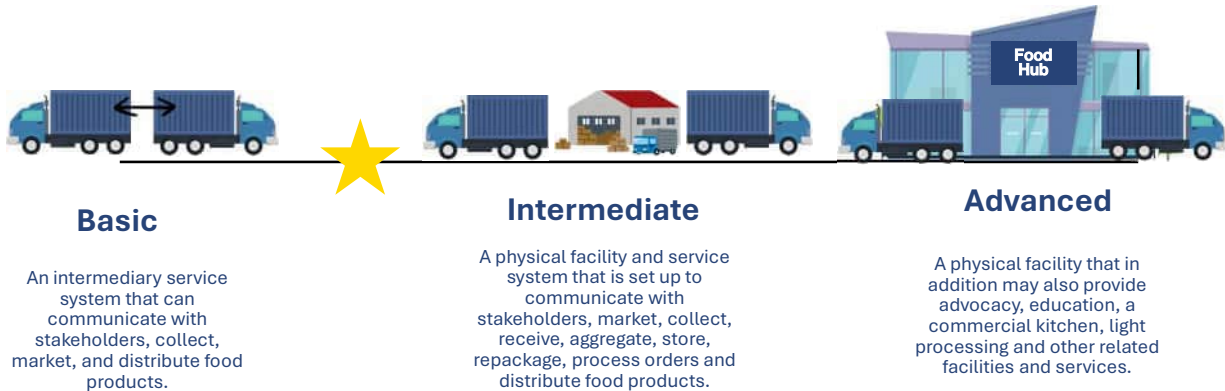 Food
Hub
Basic
An intermediary service
system that can
communicate with
stakeholders, collect,
market, and distribute food
products.
Intermediate
A physical facility and service
system that is set up to
communicate with
stakeholders, market, collect,
receive, aggregate, store,
repackage, process orders and
distribute food products.
Advanced
A physical facility that in
addition may also provide
advocacy, education, a
commercial kitchen, light
processing and other related
facilities and services.